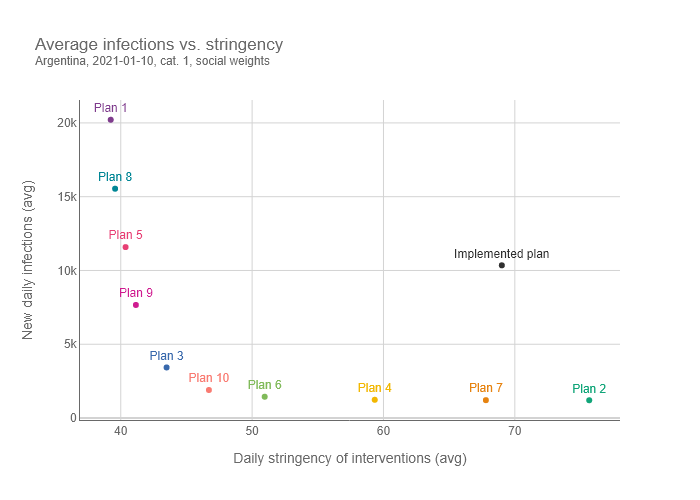 Average infections vs. stringency
Argentina, 2021-01-10, cat. 1, social weights
Plan 1
20k
Plan 8
15k
Plan 5
Implemented plan
10k
Plan 9
New daily infections (avg)
5k
Plan 3
Plan 10
Plan 6
Plan 4
Plan 7
Plan 2
0
40
50
60
70
Daily stringency of interventions (avg)